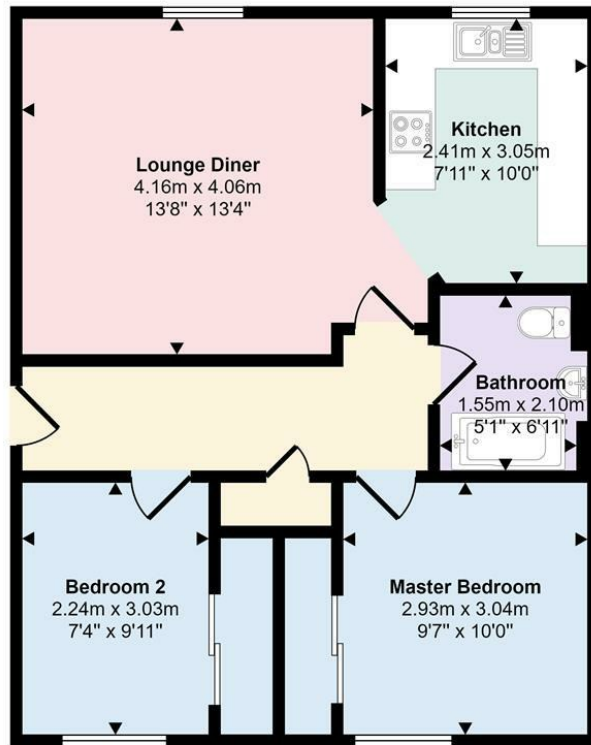 Lounge Diner
4.16m x 4.06m
13'8" x 13'4"
Kitchen
2.41m x 3.05m
7'11" x 10'0"
Bathroom
1.55m x 2.10m
5'1" x 6'11"
Bedroom 2
2.24m x 3.03m
7'4" x 9'11"
Master Bedroom
2.93m x 3.04m
9'7" x 10'0"